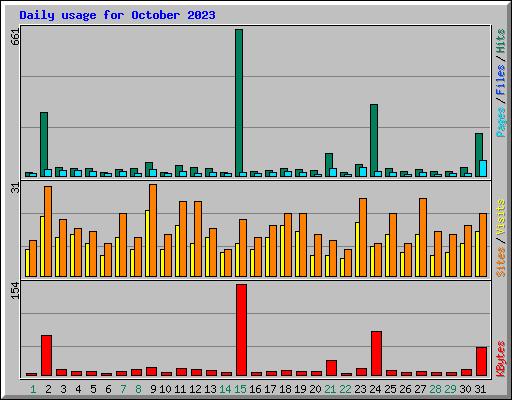 Daily usage for October 2023
661
Pages / Files / Hits
31
Sites / Visits
154
KBytes
1 2 3 4 5 6 7 8 9 10 11 12 13 14 15 16 17 18 19 20 21 22 23 24 25 26 27 28 29 30 31